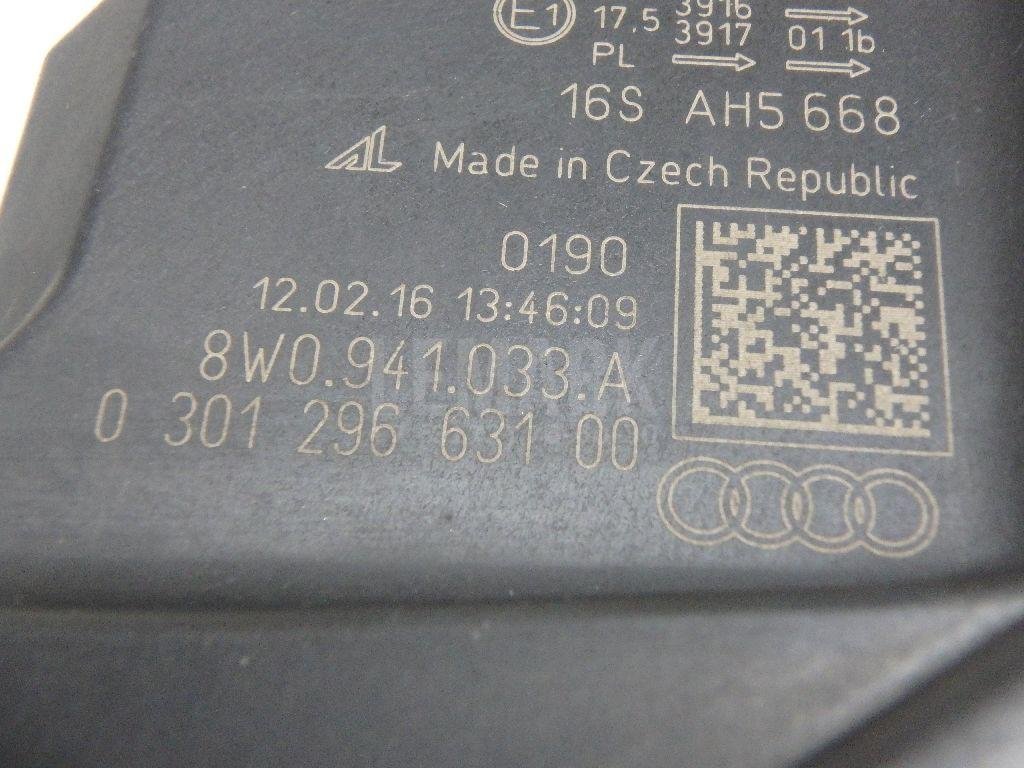 E1 17,5 3916
3917 01 1b
PL
16S AH5 668
AL Made in Czech Republic
0190
12.02.16 13:46:09
8W0.941.033.A
0 301 296 631 00